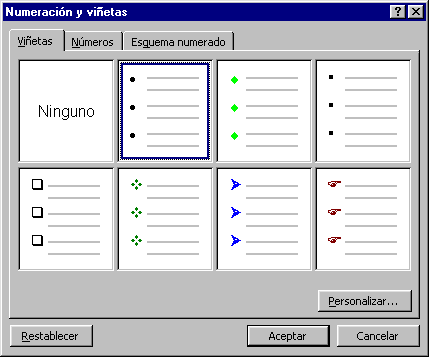 Numeración y viñetas
Viñetas Números Esquema numerado
Ninguno
Personalizar...
Restablecer Aceptar Cancelar